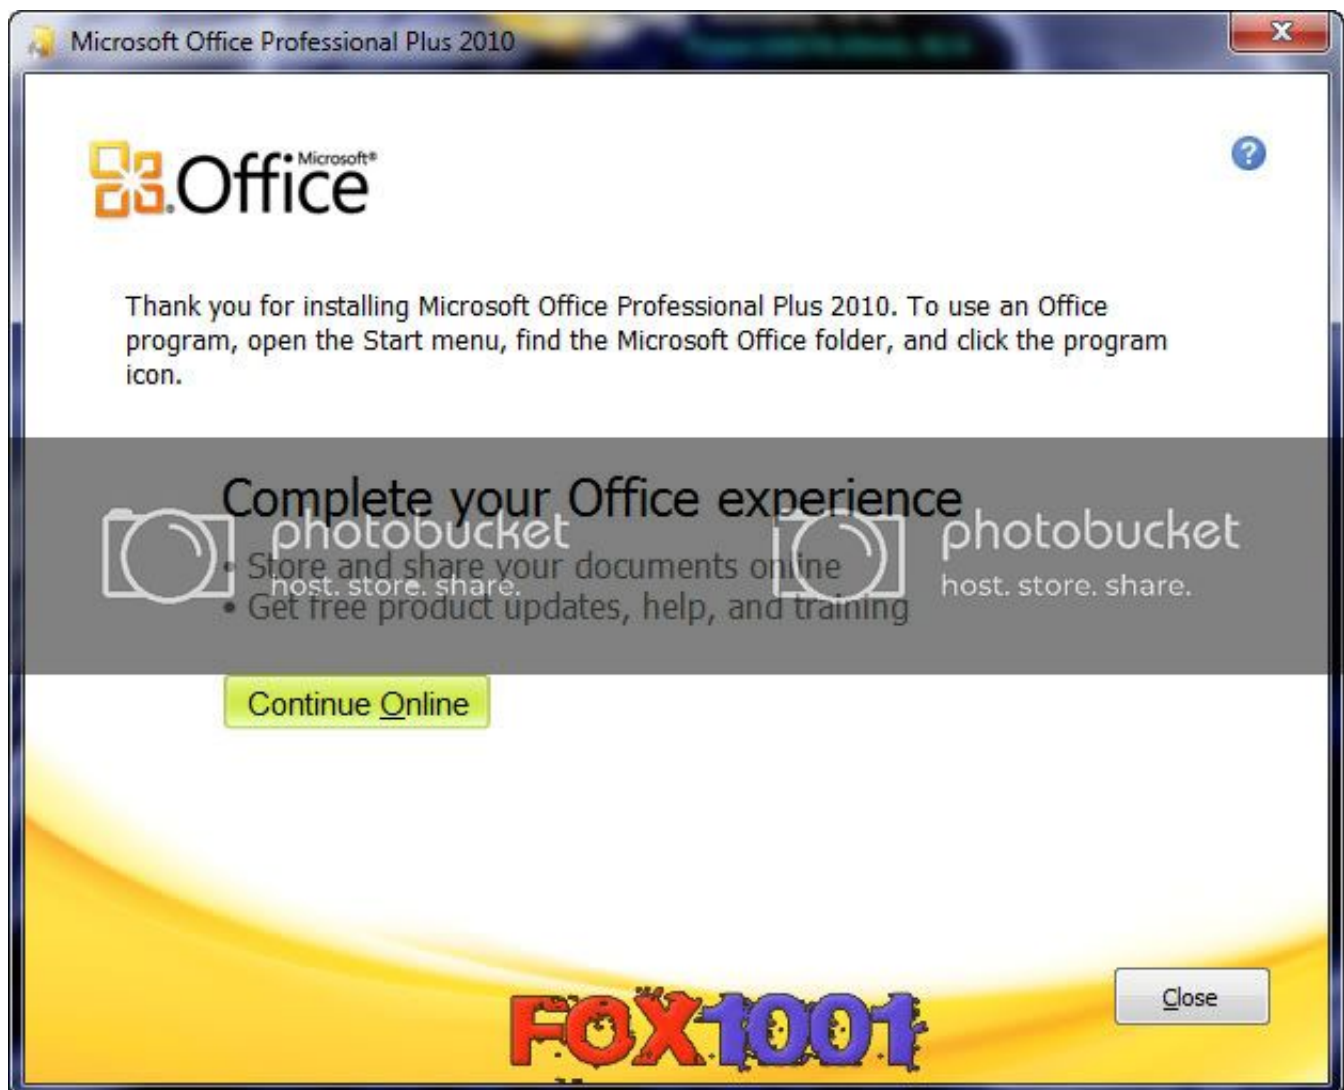 Microsoft Office Professional Plus 2010
Microsoft®
Office
Thank you for installing Microsoft Office Professional Plus 2010. To use an Office
program, open the Start menu, find the Microsoft Office folder, and click the program
icon.
Complete your Office experience
photobucket photobucket
• Store and share your documents online
host. store. share. host. store. share.
• Get free product updates, help, and training
Continue Online
Close
FOX1001